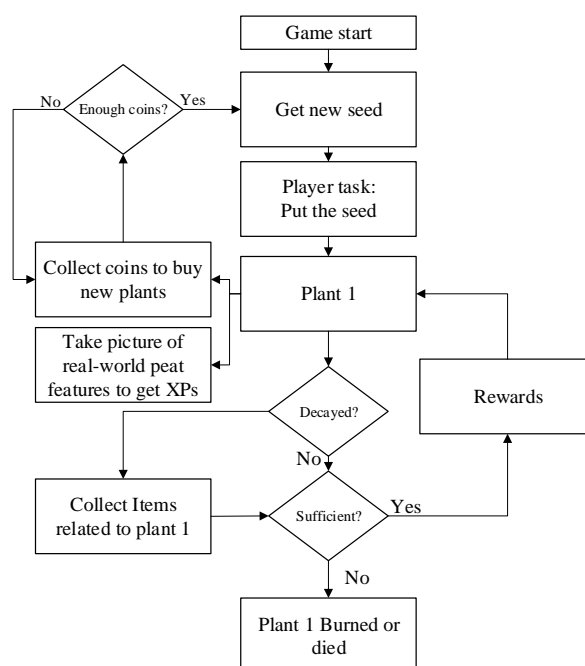 Game start
No
Enough coins?
Yes
Get new seed
Player task:
Put the seed
Collect coins to buy
new plants
Plant 1
Take picture of
real-world peat
features to get XPs
Rewards
Decayed?
No
Collect Items
related to plant 1
Sufficient?
Yes
No
Plant 1 Burned or
died